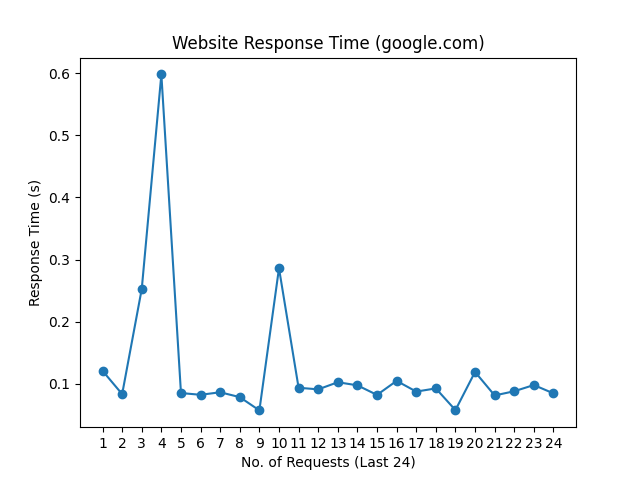 Website Response Time (google.com)
0.6
0.5
0.4
0.3
0.2
0.1
Response Time (s)
1 2 3 4 5 6 7 8 9 10 11 12 13 14 15 16 17 18 19 20 21 22 23 24
No. of Requests (Last 24)